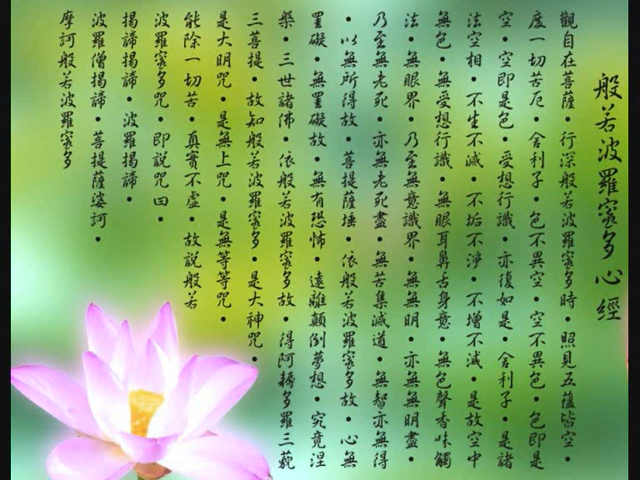 般若波羅蜜多心經
觀自在菩薩•行深般若波羅蜜多時•照見五蘊皆空•
度一切苦厄•舍利子•色不異空•空不異色•色即是
空•空即是色•受想行識•亦復如是•舍利子•是諸
法空相•不生不滅•不垢不淨•不增不減•是故空中
無色•無受想行識•無眼耳鼻舌身意•無色聲香味觸
法•無眼界•乃至無意識界•無無明•亦無無明盡•
乃至無老死•亦無老死盡•無苦集滅道•無智亦無得
•以無所得故•菩提薩埵•依般若波羅蜜多故•心無
罣礙•無罣礙故•無有恐怖•遠離顛倒夢想•究竟涅
槃•三世諸佛•依般若波羅蜜多故•得阿耨多羅三藐
三菩提•故知般若波羅蜜多•是大神咒•
是大明咒•是無上咒•是無等等咒•
能除一切苦•真實不虛•故說般若
波羅蜜多咒•即說咒曰•
揭諦揭諦•波羅揭諦•
波羅僧揭諦•菩提薩婆訶•
摩訶般若波羅蜜多